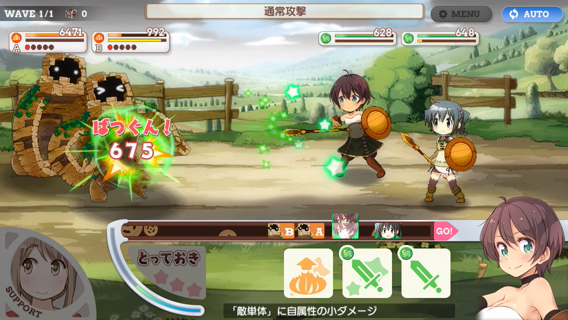 WAVE 1/1 0
通常攻撃
MENU
AUTO
6471
A
992
B
628
648
ばつぐん!
675
B
A
GO!
とっておき
SUPPORT
「敵単体」に自属性の小ダメージ